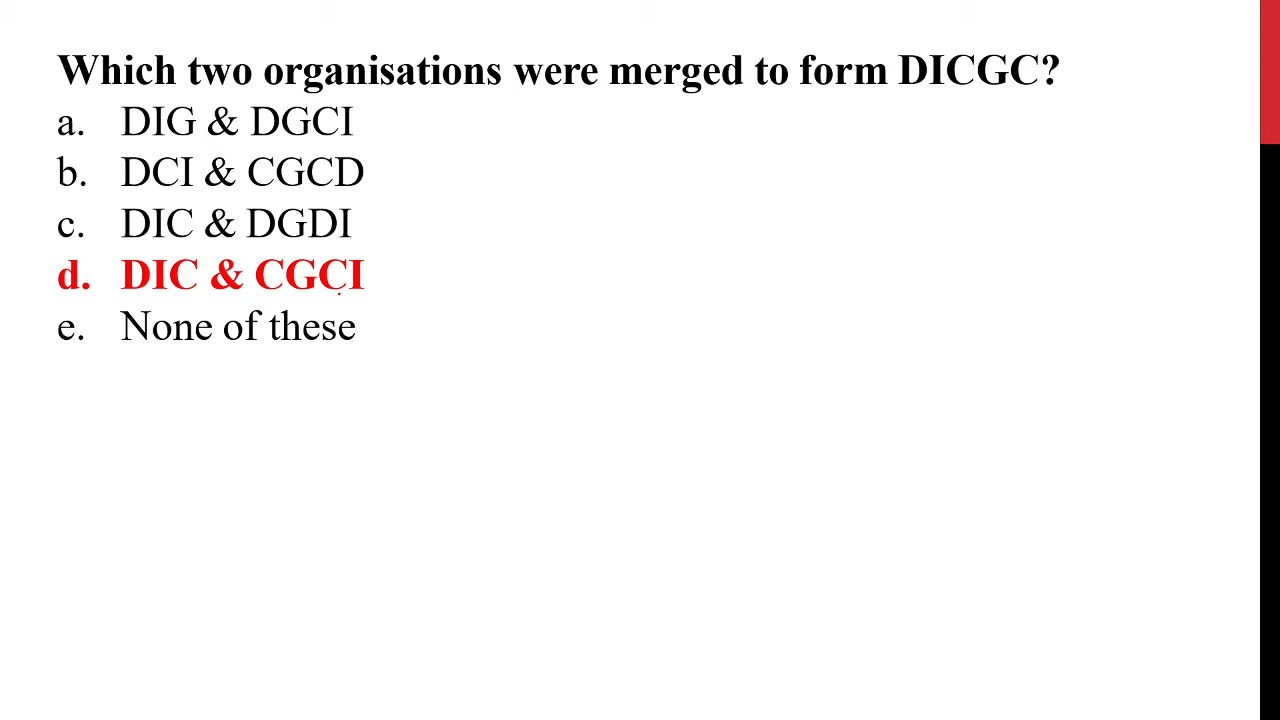 Which two organisations were merged to form DICGC?
a. DIG & DGCI
b. DCI & CGCD
c. DIC & DGDI
d. DIC & CGCI
e. None of these